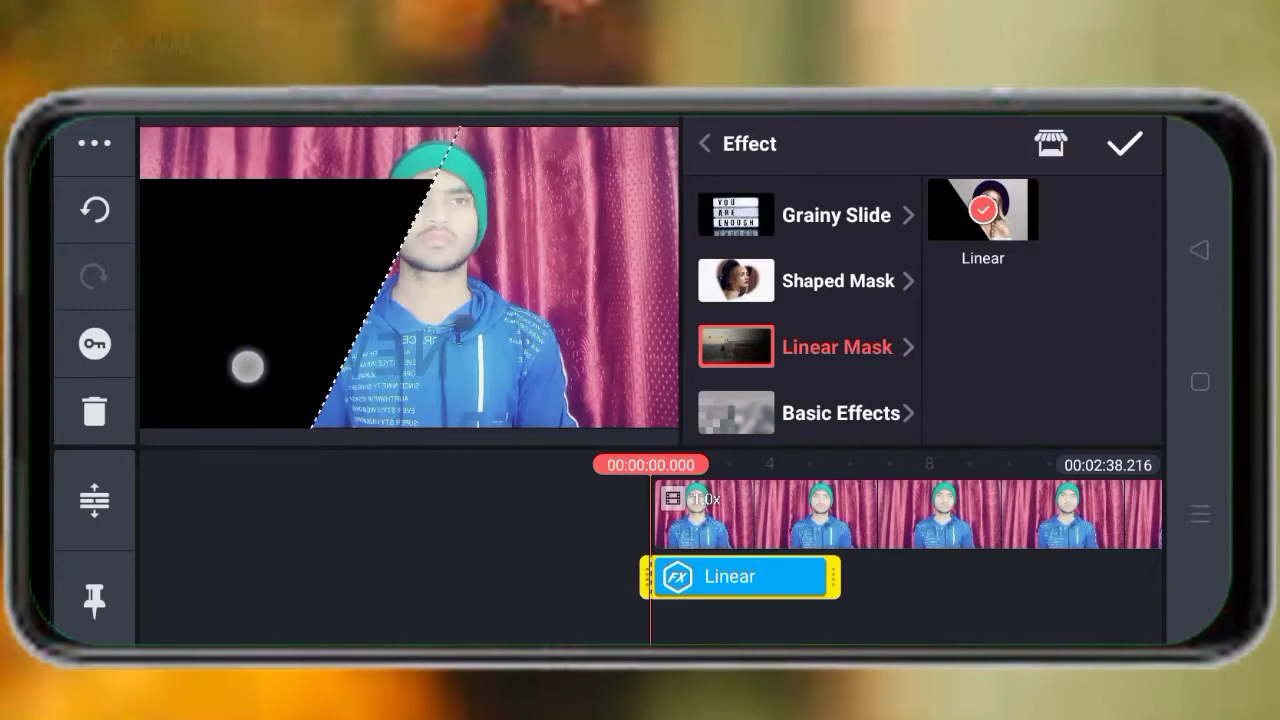 Effect
Grainy Slide
YOU
ARE
ENOUGH
Linear
Shaped Mask
Linear Mask
Basic Effects
00:00:00.000
4
8
00:02:38.216
1.0x
FX
Linear